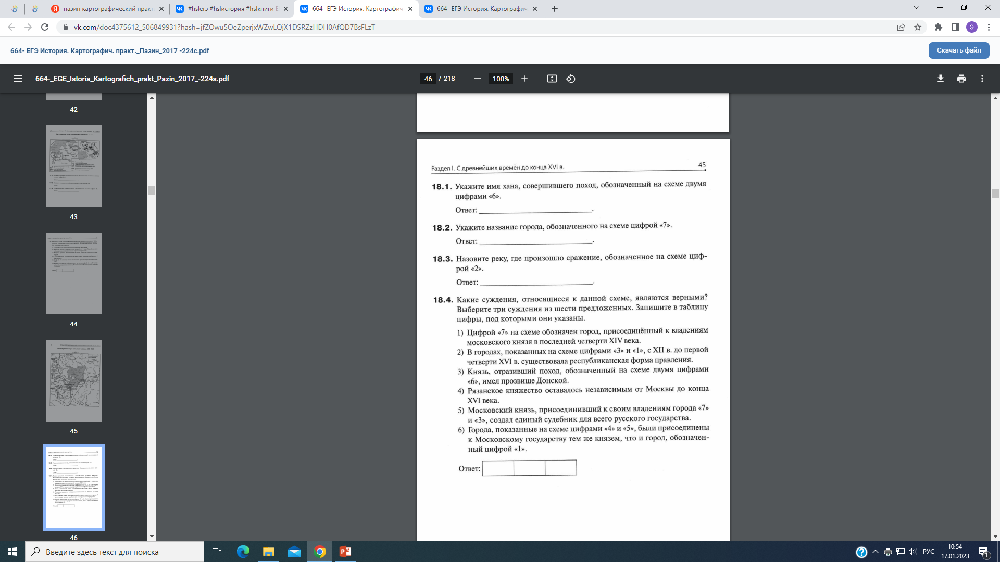 пазин картографический практ
#hslегэ #hslистория #hslкниги Е
664- ЕГЭ История. Картографич
664- ЕГЭ История. Картографич
vk.com/doc4375612_506849931?hash=jfZOwu5OeZperjxWZwLQjX1DSRZzHDH0AfQD7BsFLzT
Э
664- ЕГЭ История. Картографич. практ._Пазин_2017 -224с.pdf
Скачать файл
664-_EGE_Istoria_Kartografich_prakt_Pazin_2017_-224s.pdf
46 / 218
100%
42
43
44
45
46
Раздел I. С древнейших времён до конца XVI в.
45
18.1. Укажите имя хана, совершившего поход, обозначенный на схеме двумя
цифрами «6».
Ответ: ______________.
18.2. Укажите название города, обозначенного на схеме цифрой «7».
Ответ: ______________.
18.3. Назовите реку, где произошло сражение, обозначенное на схеме циф-
рой «2».
Ответ: ______________.
18.4. Какие суждения, относящиеся к данной схеме, являются верными?
Выберите три суждения из шести предложенных. Запишите в таблицу
цифры, под которыми они указаны.
1) Цифрой «7» на схеме обозначен город, присоединённый к владениям
московского князя в последней четверти XIV века.
2) В городах, показанных на схеме цифрами «3» и «1», с XII в. до первой
четверти XVI в. существовала республиканская форма правления.
3) Князь, отразивший поход, обозначенный на схеме двумя цифрами
«6», имел прозвище Донской.
4) Рязанское княжество оставалось независимым от Москвы до конца
XVI века.
5) Московский князь, присоединивший к своим владениям города «7»
и «3», создал единый судебник для всего русского государства.
6) Города, показанные на схеме цифрами «4» и «5», были присоединены
к Московскому государству тем же князем, что и город, обозначен-
ный цифрой «1».
Ответ:
Введите здесь текст для поиска
РУС
10:54
17.01.2023
1